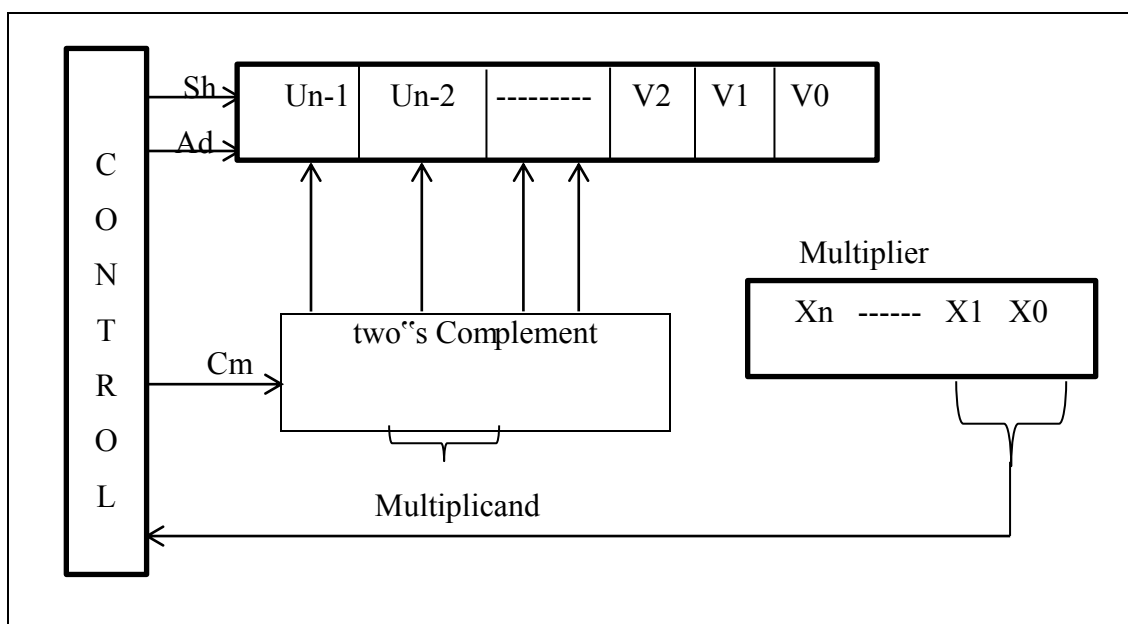 Sh
Un-1 Un-2 --------- V2 V1 V0
Ad
C
O
N
T
R
O
L
Multiplier
Xn ------ X1 X0
two‟s Complement
Cm
Multiplicand